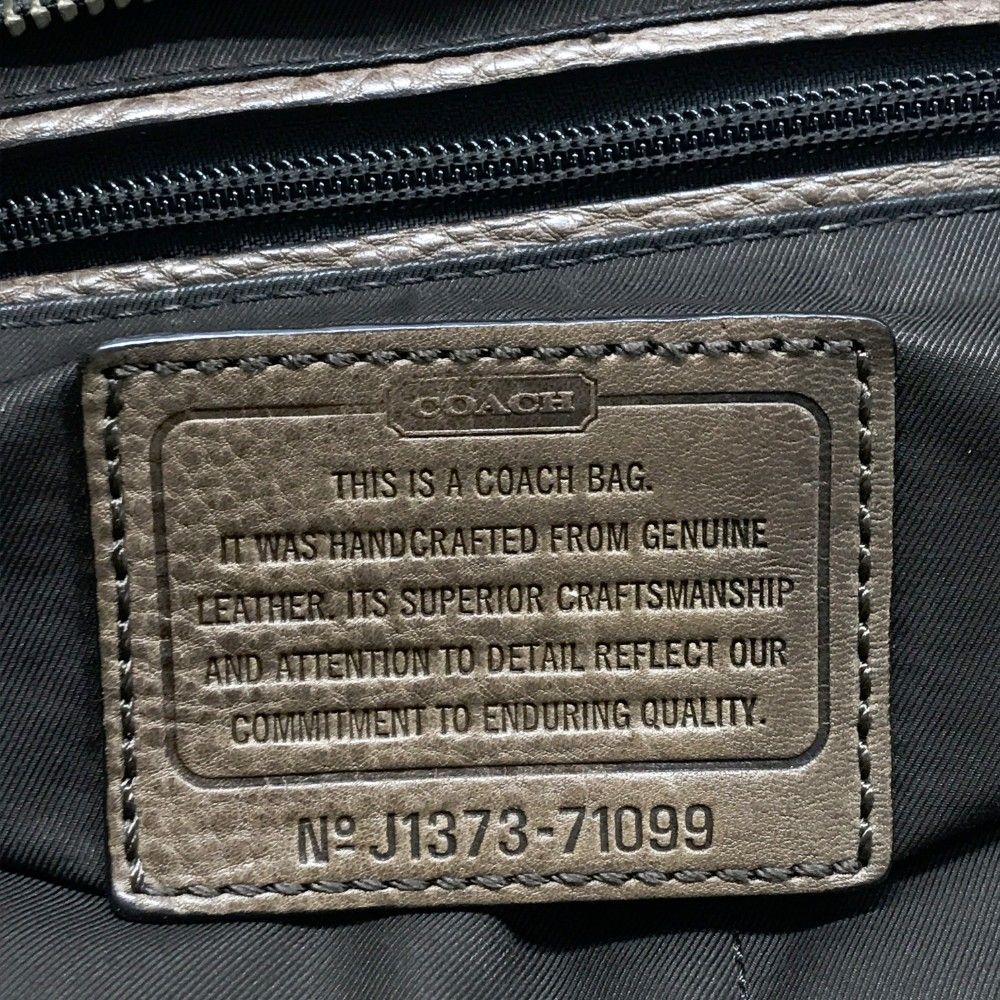 COACH
THIS IS A COACH BAG.
IT WAS HANDCRAFTED FROM GENUINE
LEATHER. ITS SUPERIOR CRAFTSMANSHIP
AND ATTENTION TO DETAIL REFLECT OUR
COMMITMENT TO ENDURING QUALITY.
Nº J1373-71099